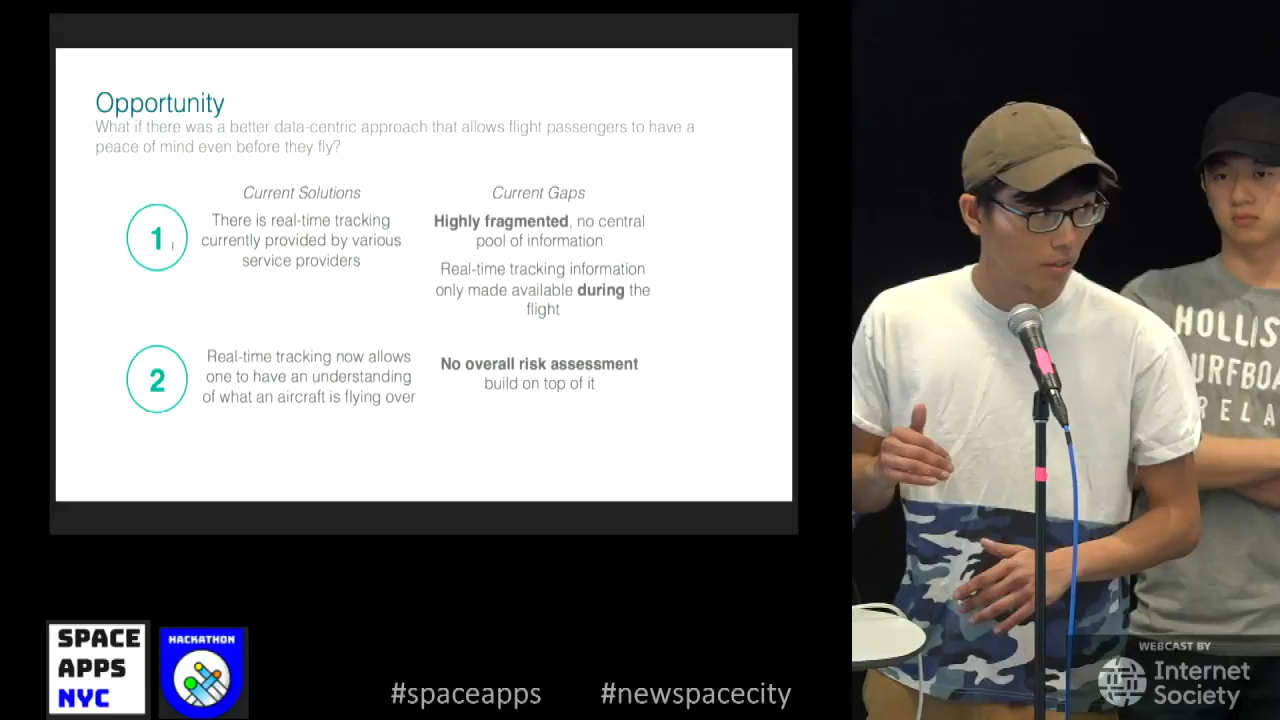 Opportunity
What if there was a better data-centric approach that allows flight passengers to have a
peace of mind even before they fly?
Current Solutions
Current Gaps
1
There is real-time tracking
currently provided by various
service providers
Highly fragmented, no central
pool of information
Real-time tracking information
only made available during the
flight
2
Real-time tracking now allows
one to have an understanding
of what an aircraft is flying over
No overall risk assessment
build on top of it
HOLLIS
URFBOA
RELA
SPACE
APPS
NYC
HACKATHON
#spaceapps
#newspacecity
WEBCAST BY
Internet
Society